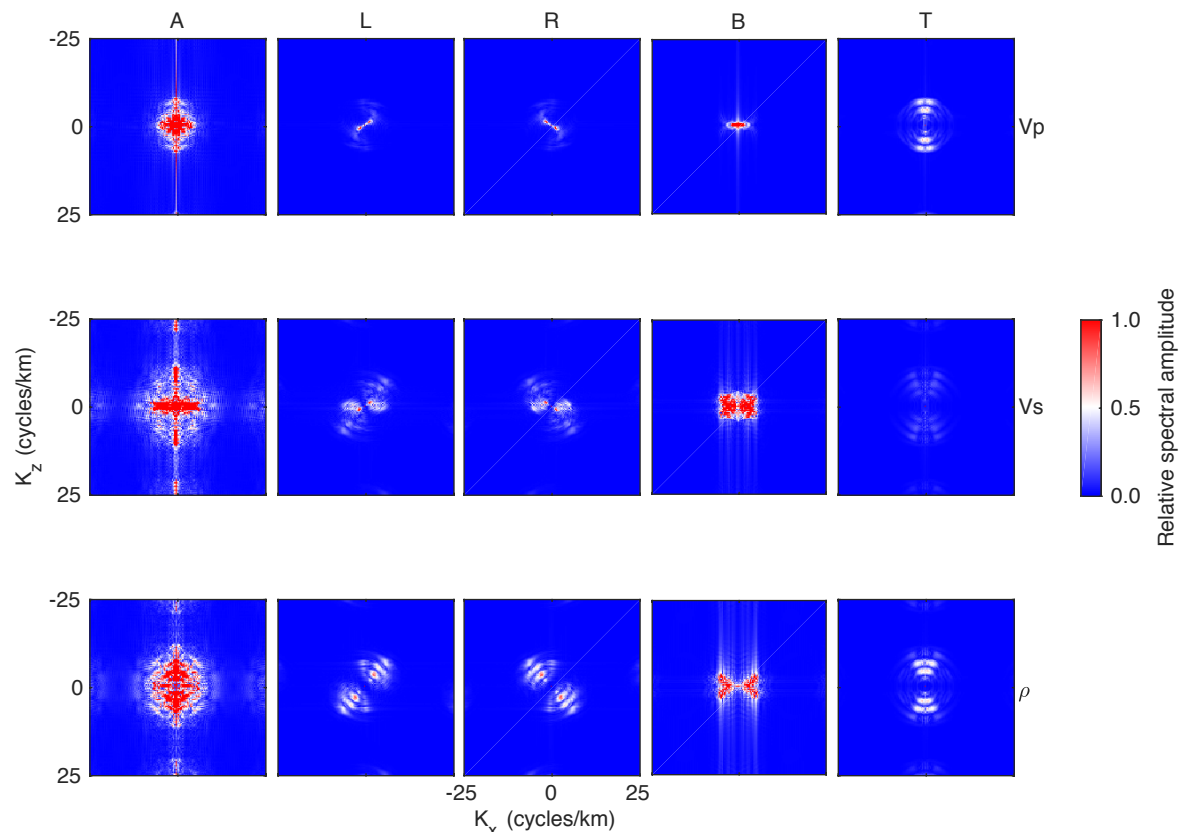 A L R B T
-25
0
25
Vp
-25
0
25
Vs
K_z (cycles/km)
1.0
0.5
0.0
Relative spectral amplitude
-25
0
25
ρ
-25 0 25
K_x (cycles/km)